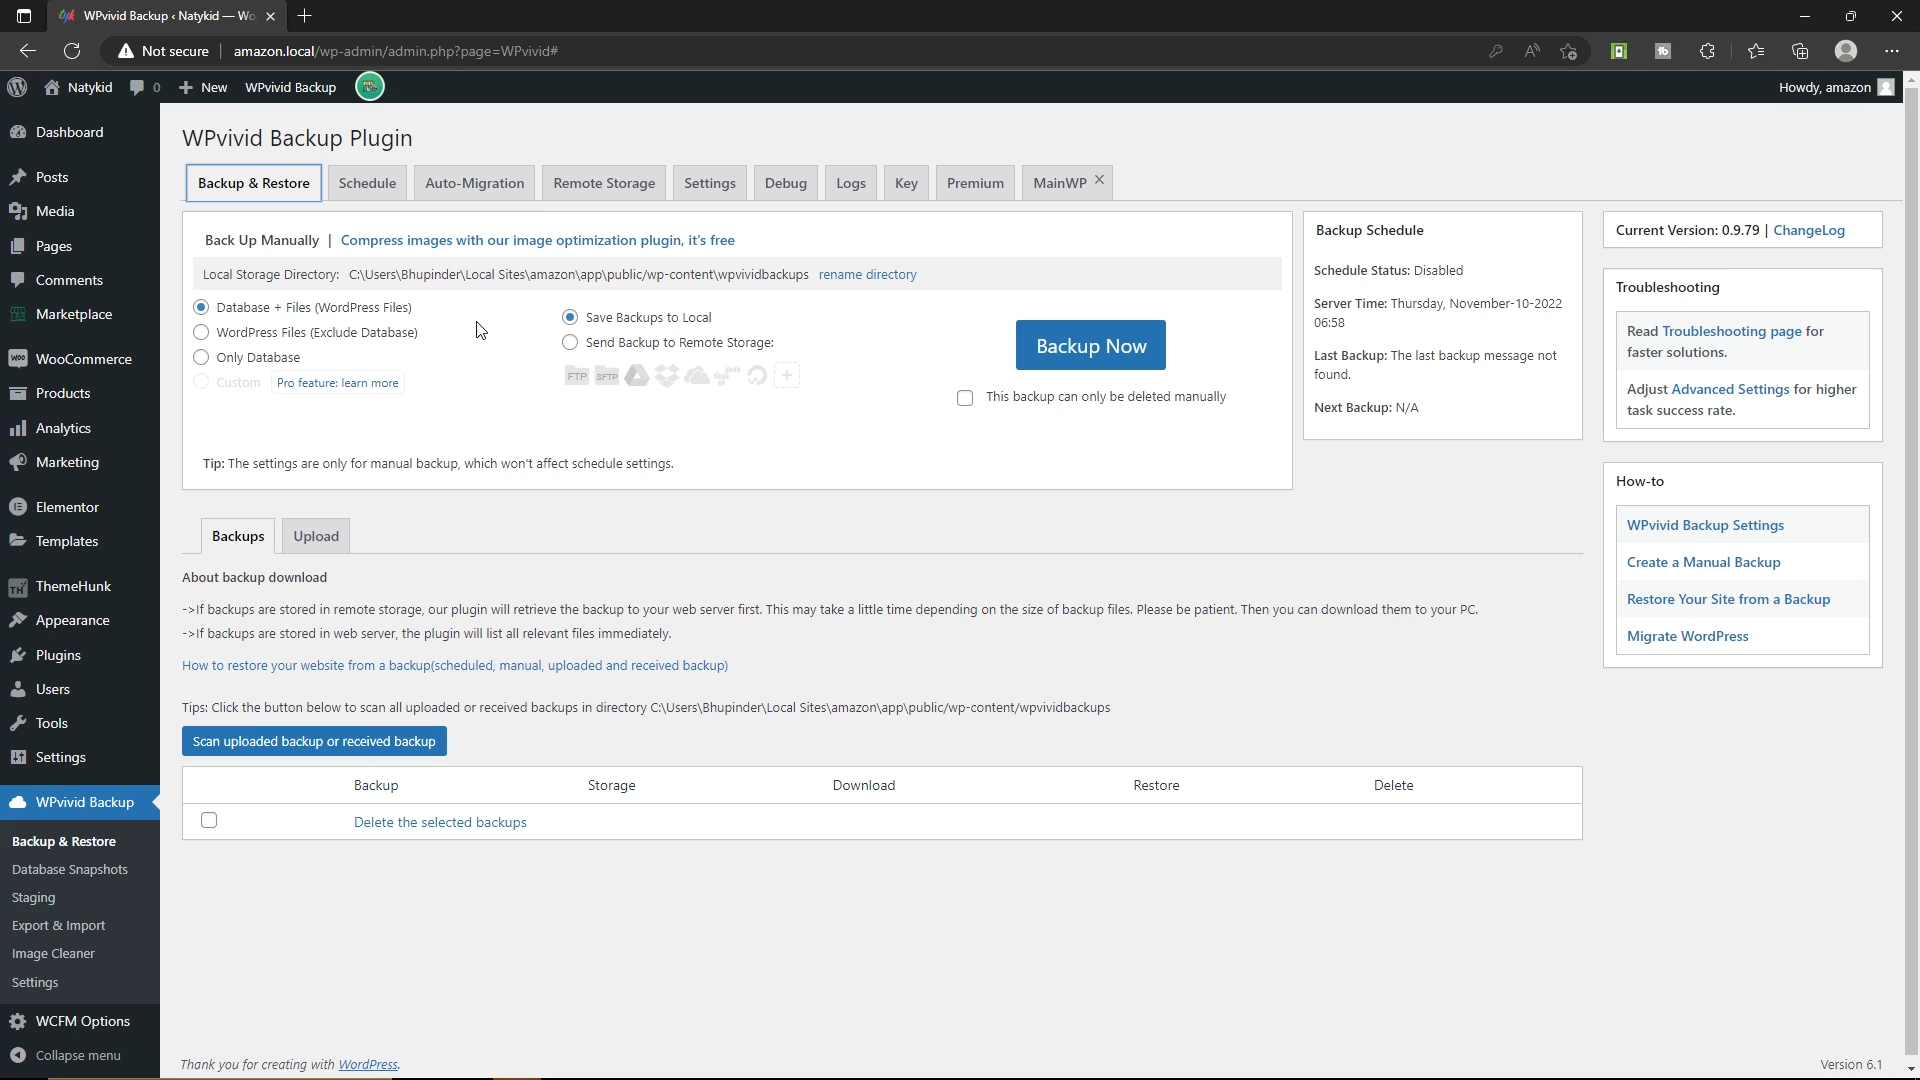 WPvivid Backup ‹ Natykid — Wo
Not secure
amazon.local/wp-admin/admin.php?page=WPvivid#
Natykid
0
New
WPvivid Backup
Howdy, amazon
Dashboard
Posts
Media
Pages
Comments
Marketplace
WooCommerce
Products
Analytics
Marketing
Elementor
Templates
ThemeHunk
Appearance
Plugins
Users
Tools
Settings
WPvivid Backup
Backup & Restore
Database Snapshots
Staging
Export & Import
Image Cleaner
Settings
WCFM Options
Collapse menu
WPvivid Backup Plugin
Backup & Restore
Schedule
Auto-Migration
Remote Storage
Settings
Debug
Logs
Key
Premium
MainWP
Back Up Manually | Compress images with our image optimization plugin, it's free
Local Storage Directory: C:\Users\Bhupinder\Local Sites\amazon\app\public/wp-content\wpvividbackups rename directory
Database + Files (WordPress Files)
WordPress Files (Exclude Database)
Only Database
Custom Pro feature: learn more
Save Backups to Local
Send Backup to Remote Storage:
FTP
SFTP
Backup Now
This backup can only be deleted manually
Tip: The settings are only for manual backup, which won't affect schedule settings.
Backup Schedule
Schedule Status: Disabled
Server Time: Thursday, November-10-2022
06:58
Last Backup: The last backup message not
found.
Next Backup: N/A
Current Version: 0.9.79 | ChangeLog
Troubleshooting
Read Troubleshooting page for
faster solutions.
Adjust Advanced Settings for higher
task success rate.
How-to
WPvivid Backup Settings
Create a Manual Backup
Restore Your Site from a Backup
Migrate WordPress
Backups
Upload
About backup download
->If backups are stored in remote storage, our plugin will retrieve the backup to your web server first. This may take a little time depending on the size of backup files. Please be patient. Then you can download them to your PC.
->If backups are stored in web server, the plugin will list all relevant files immediately.
How to restore your website from a backup(scheduled, manual, uploaded and received backup)
Tips: Click the button below to scan all uploaded or received backups in directory C:\Users\Bhupinder\Local Sites\amazon\app\public/wp-content/wpvividbackups
Scan uploaded backup or received backup
Backup Storage Download Restore Delete
Delete the selected backups
Thank you for creating with WordPress.
Version 6.1